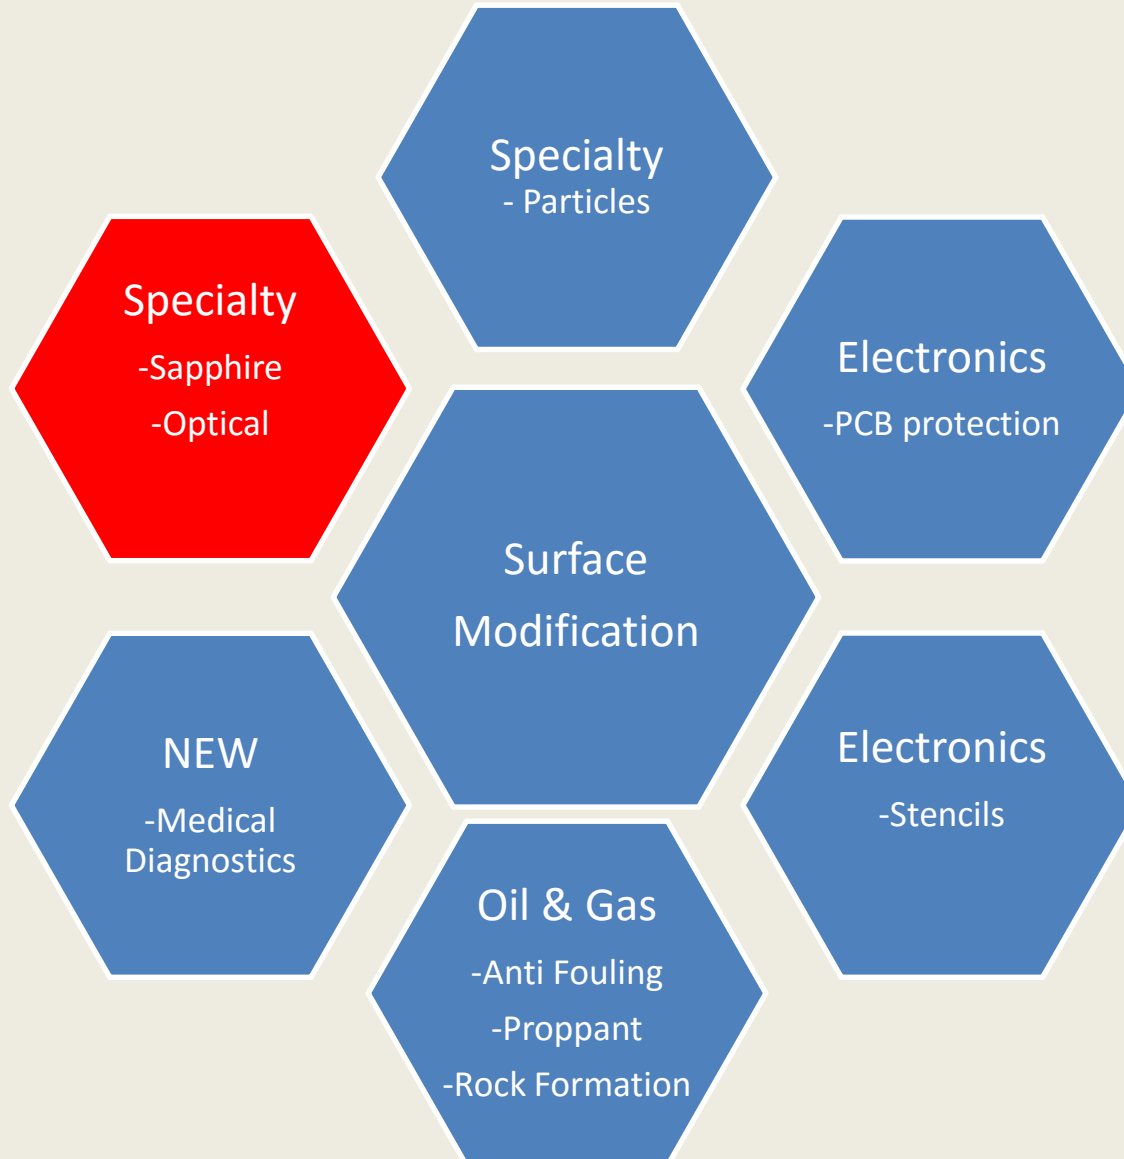 Specialty
- Particles
Specialty
-Sapphire
-Optical
Electronics
-PCB protection
Surface
Modification
NEW
-Medical
Diagnostics
Electronics
-Stencils
Oil & Gas
-Anti Fouling
-Proppant
-Rock Formation